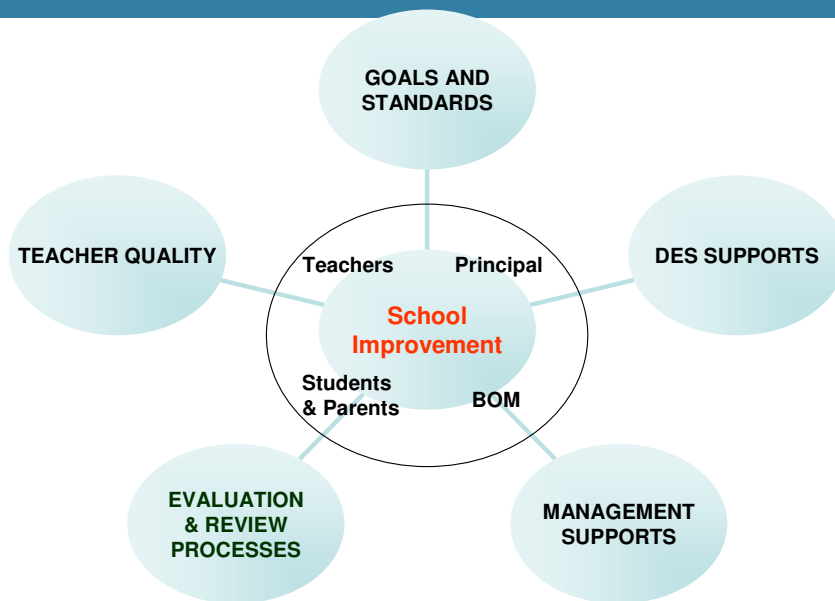 GOALS AND
STANDARDS
TEACHER QUALITY
DES SUPPORTS
Teachers
Principal
School
Improvement
Students
& Parents
BOM
EVALUATION
& REVIEW
PROCESSES
MANAGEMENT
SUPPORTS